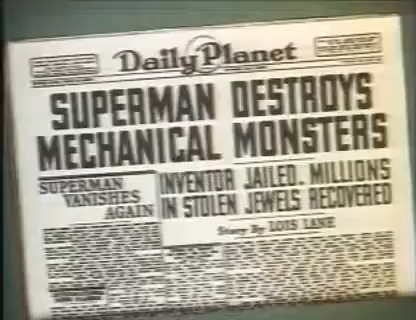 Daily Planet
SUPERMAN DESTROYS
MECHANICAL MONSTERS
SUPERMAN
VANISHES
AGAIN
INVENTOR JAILED. MILLIONS
IN STOLEN JEWELS RECOVERED
Story By LOIS LANE